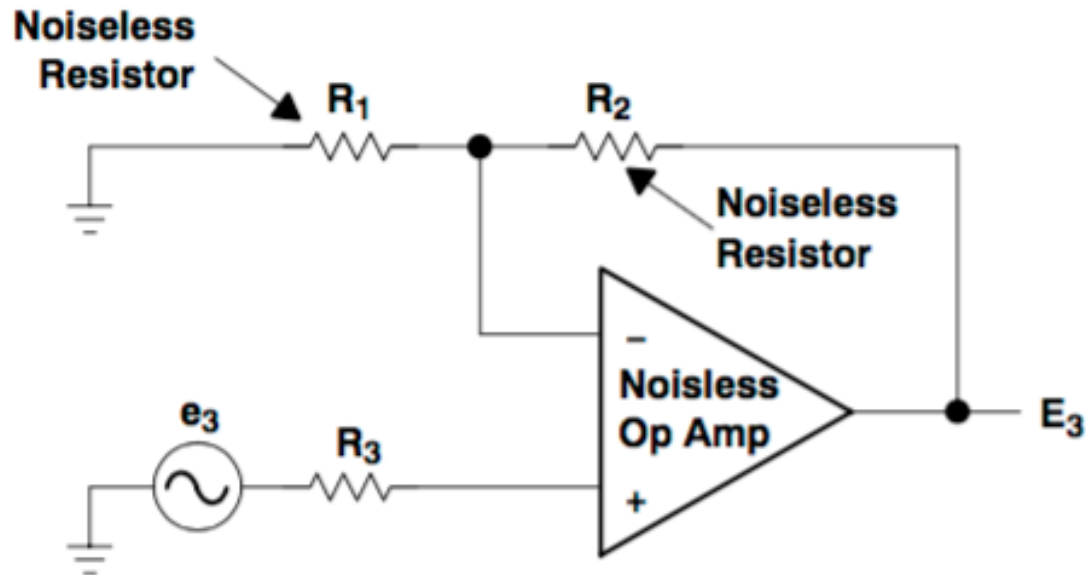 Noiseless
Resistor
R₁
R₂
Noiseless
Resistor
−
Noisless
Op Amp
+
e₃
R₃
E₃